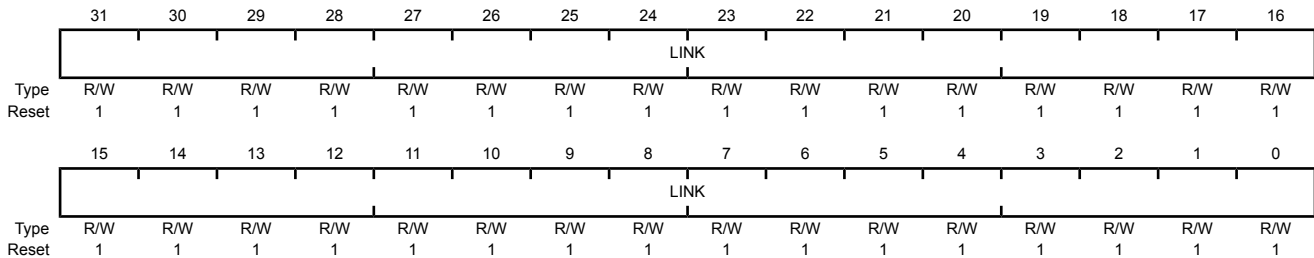 31 30 29 28 27 26 25 24 23 22 21 20 19 18 17 16
LINK
Type R/W R/W R/W R/W R/W R/W R/W R/W R/W R/W R/W R/W R/W R/W R/W R/W
Reset 1 1 1 1 1 1 1 1 1 1 1 1 1 1 1 1
15 14 13 12 11 10 9 8 7 6 5 4 3 2 1 0
LINK
Type R/W R/W R/W R/W R/W R/W R/W R/W R/W R/W R/W R/W R/W R/W R/W R/W
Reset 1 1 1 1 1 1 1 1 1 1 1 1 1 1 1 1